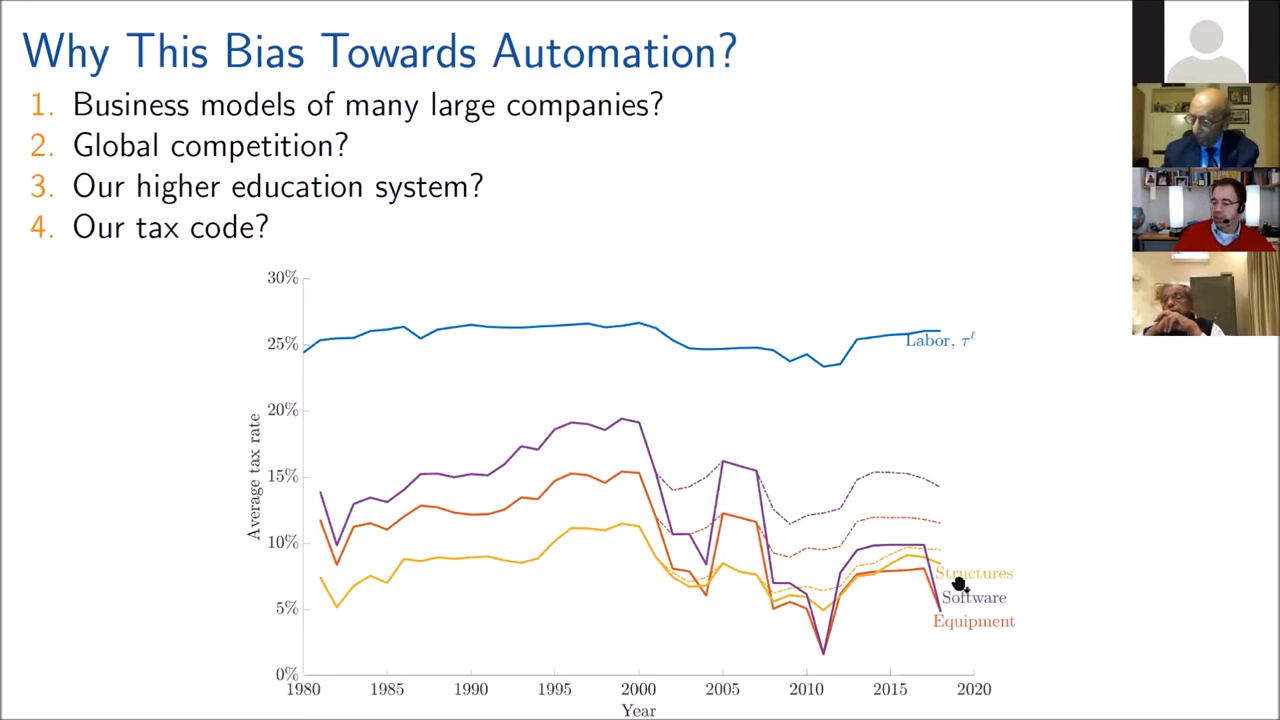 Why This Bias Towards Automation?
1. Business models of many large companies?
2. Global competition?
3. Our higher education system?
4. Our tax code?
30%
25%
20%
15%
10%
5%
0%
Average tax rate
Labor, τˡ
Structures
Software
Equipment
1980 1985 1990 1995 2000 2005 2010 2015 2020
Year